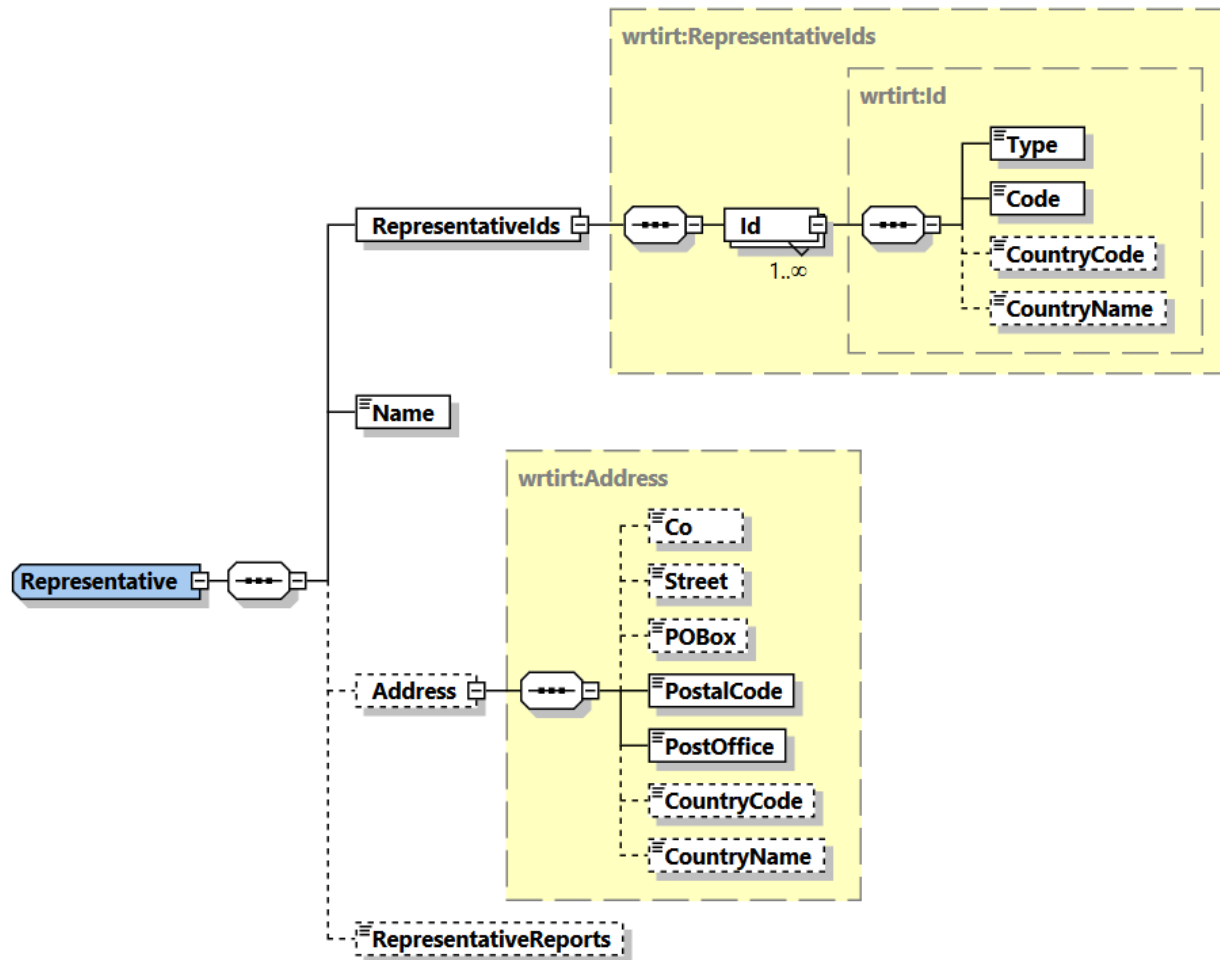 wrtirt:RepresentativeIds
wrtirt:Id
Type
Code
RepresentativeIds
Id
CountryCode
1..∞
CountryName
Name
wrtirt:Address
Co
Street
Representative
POBox
Address
PostalCode
PostOffice
CountryCode
CountryName
RepresentativeReports